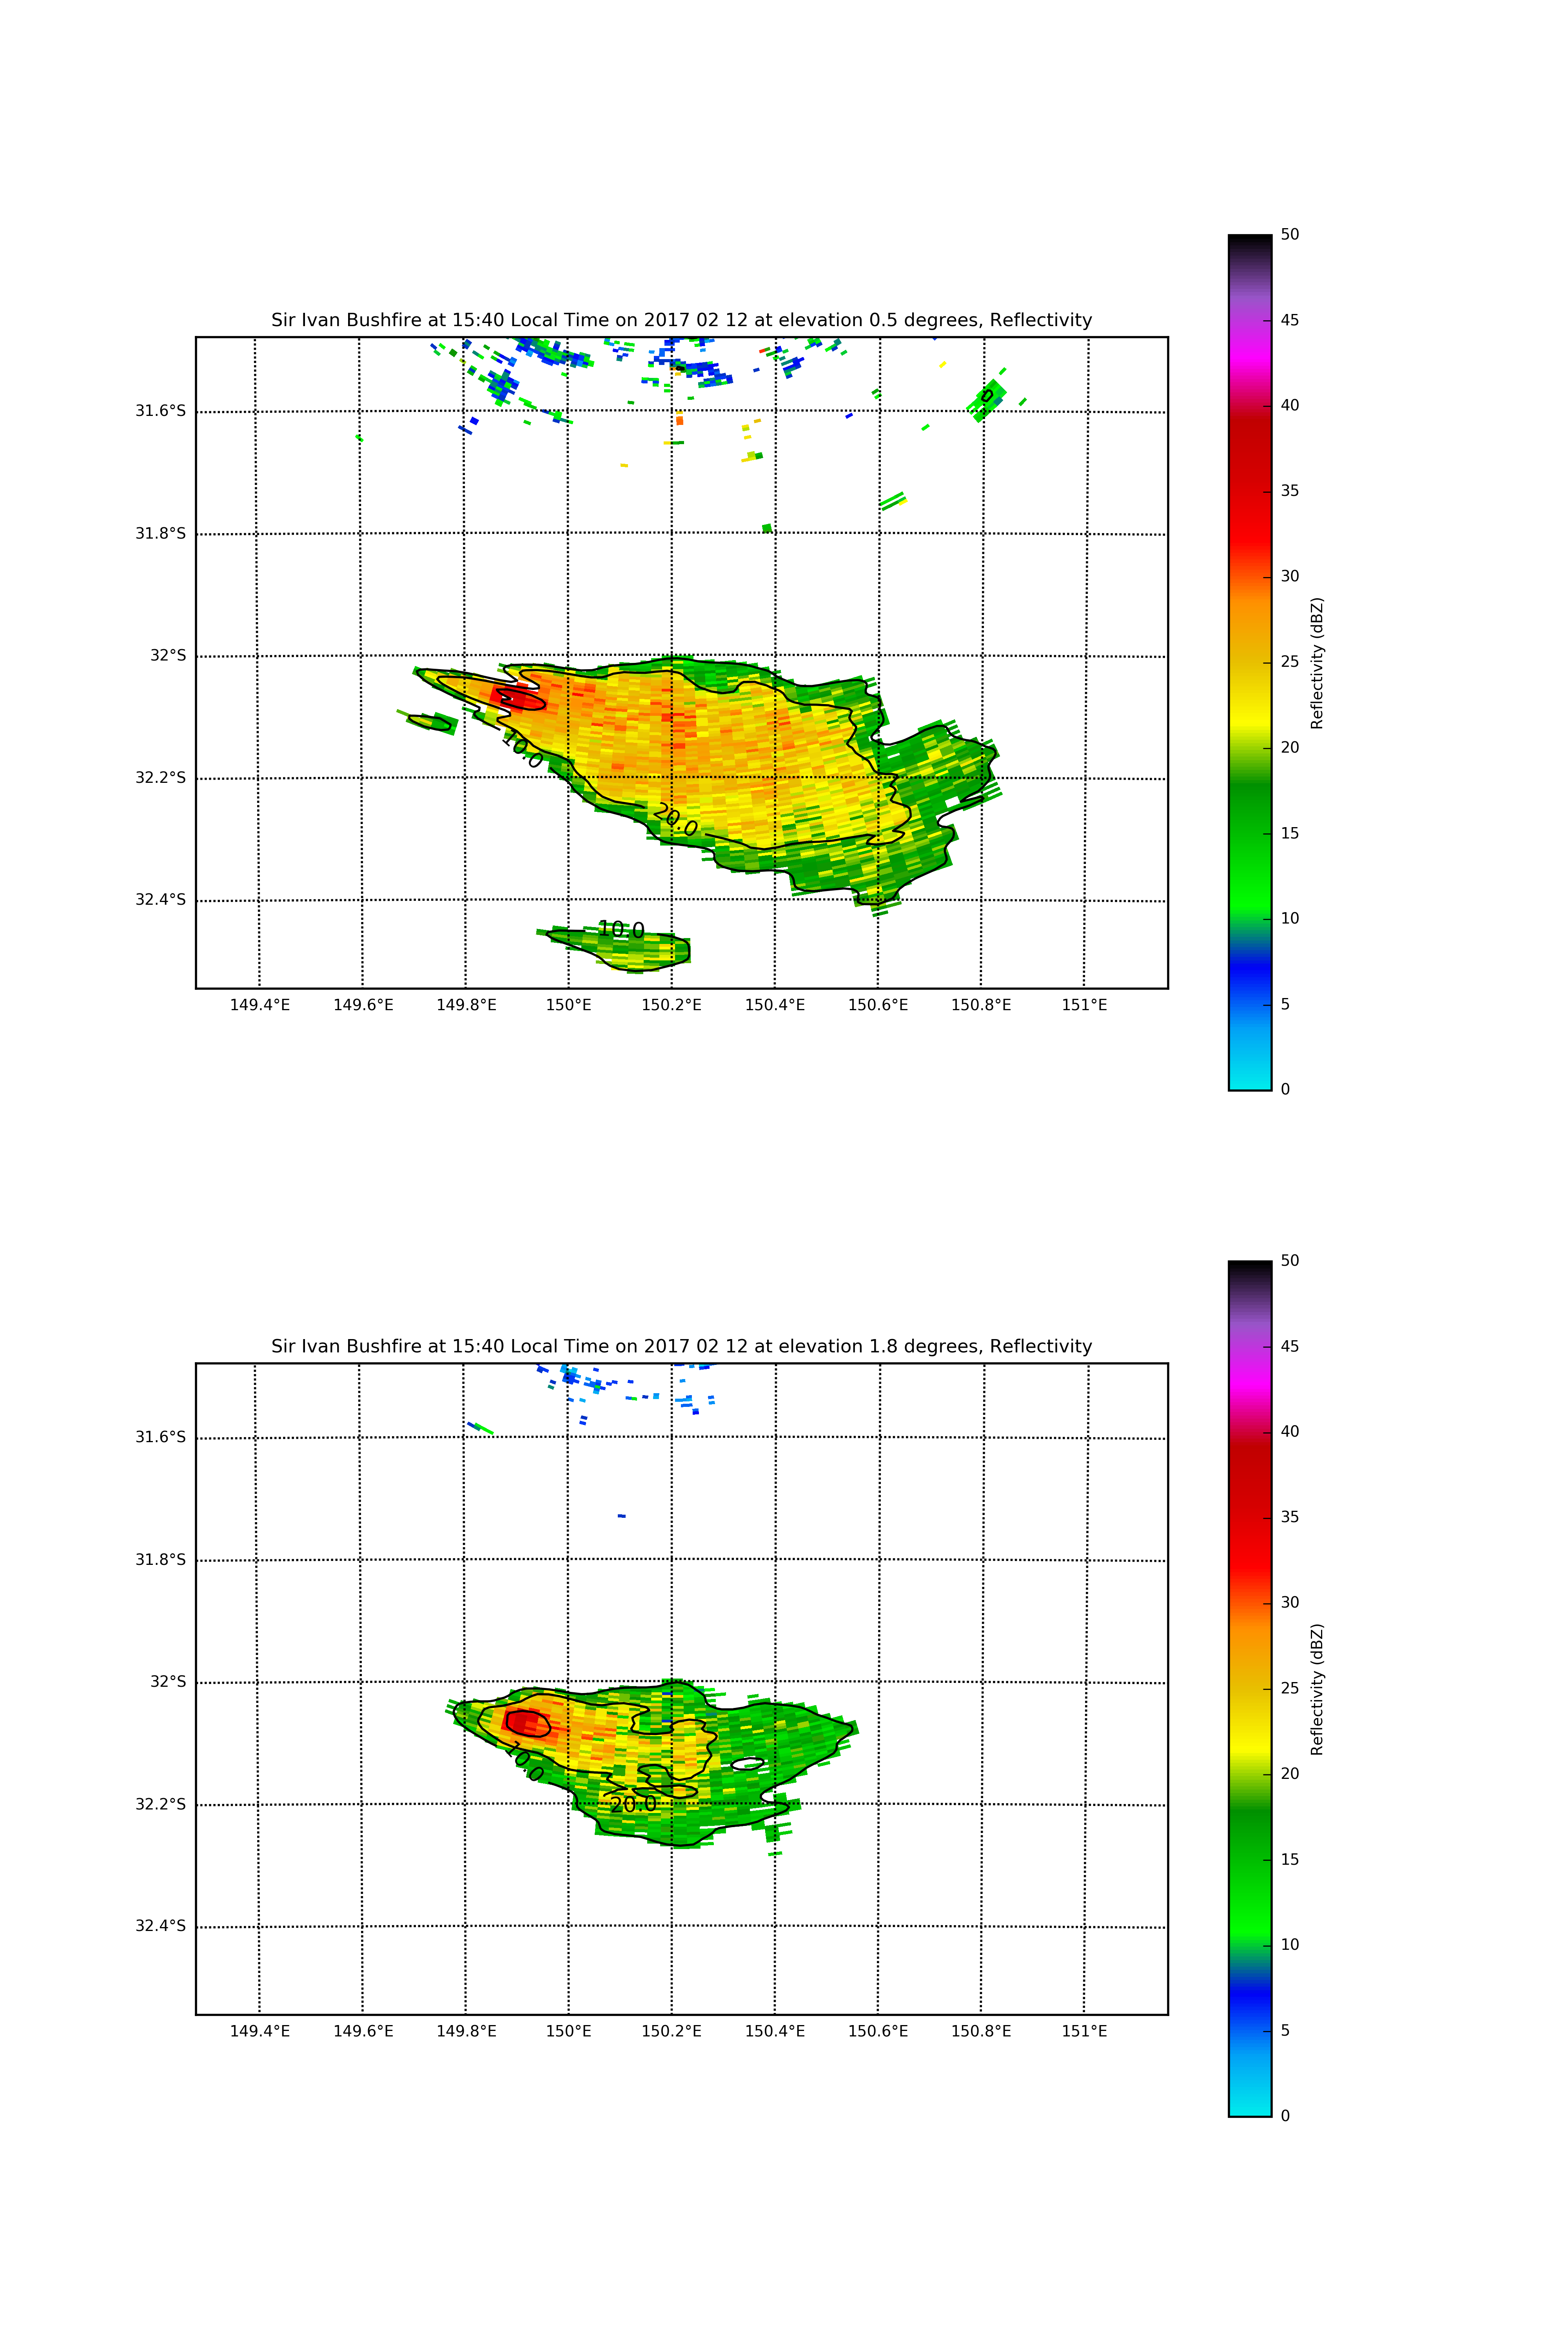 Sir Ivan Bushfire at 15:40 Local Time on 2017 02 12 at elevation 0.5 degrees, Reflectivity
31.6°S
31.8°S
32°S
32.2°S
32.4°S
149.4°E 149.6°E 149.8°E 150°E 150.2°E 150.4°E 150.6°E 150.8°E 151°E
10.0
20.0
10.0
50
45
40
35
30
25
20
15
10
5
0
Reflectivity (dBZ)
Sir Ivan Bushfire at 15:40 Local Time on 2017 02 12 at elevation 1.8 degrees, Reflectivity
31.6°S
31.8°S
32°S
32.2°S
32.4°S
149.4°E 149.6°E 149.8°E 150°E 150.2°E 150.4°E 150.6°E 150.8°E 151°E
10.0
20.0
50
45
40
35
30
25
20
15
10
5
0
Reflectivity (dBZ)